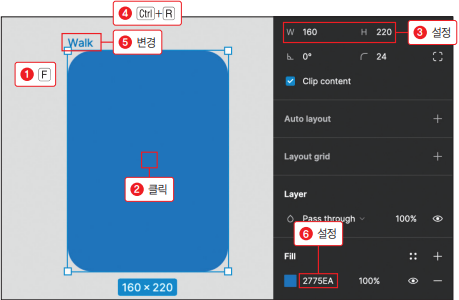 4 Ctrl+R
Walk
5 변경
1 F
2 클릭
160 × 220
W 160 H 220
3 설정
0° 24
Clip content
Auto layout
Layout grid
Layer
Pass through 100%
6 설정
Fill
2775EA 100%